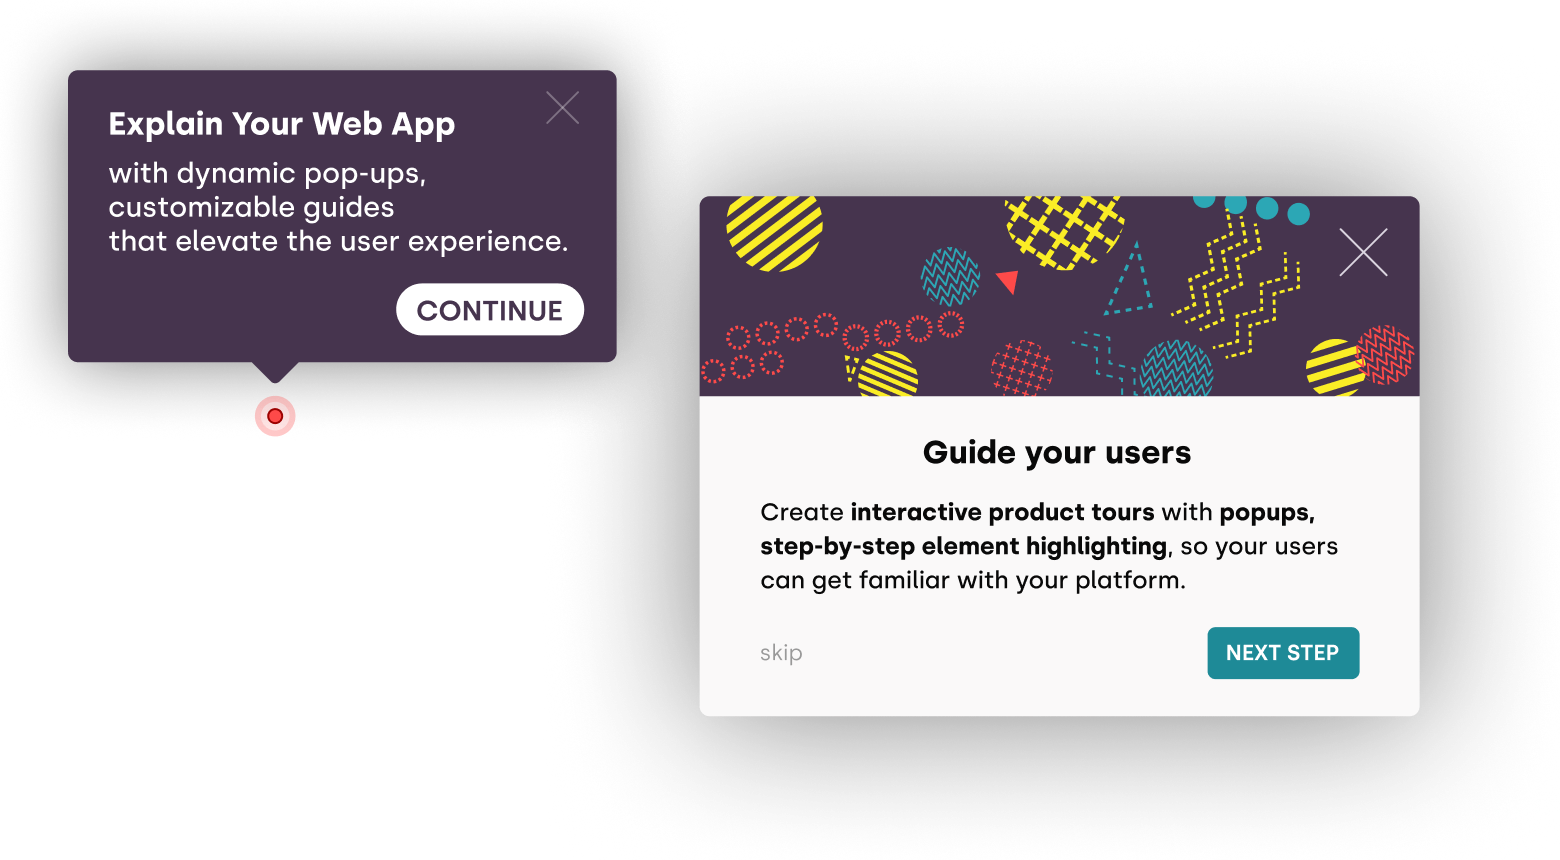 Explain Your Web App
with dynamic pop-ups,
customizable guides
that elevate the user experience.
CONTINUE
Guide your users
Create interactive product tours with popups,
step-by-step element highlighting, so your users
can get familiar with your platform.
skip
NEXT STEP